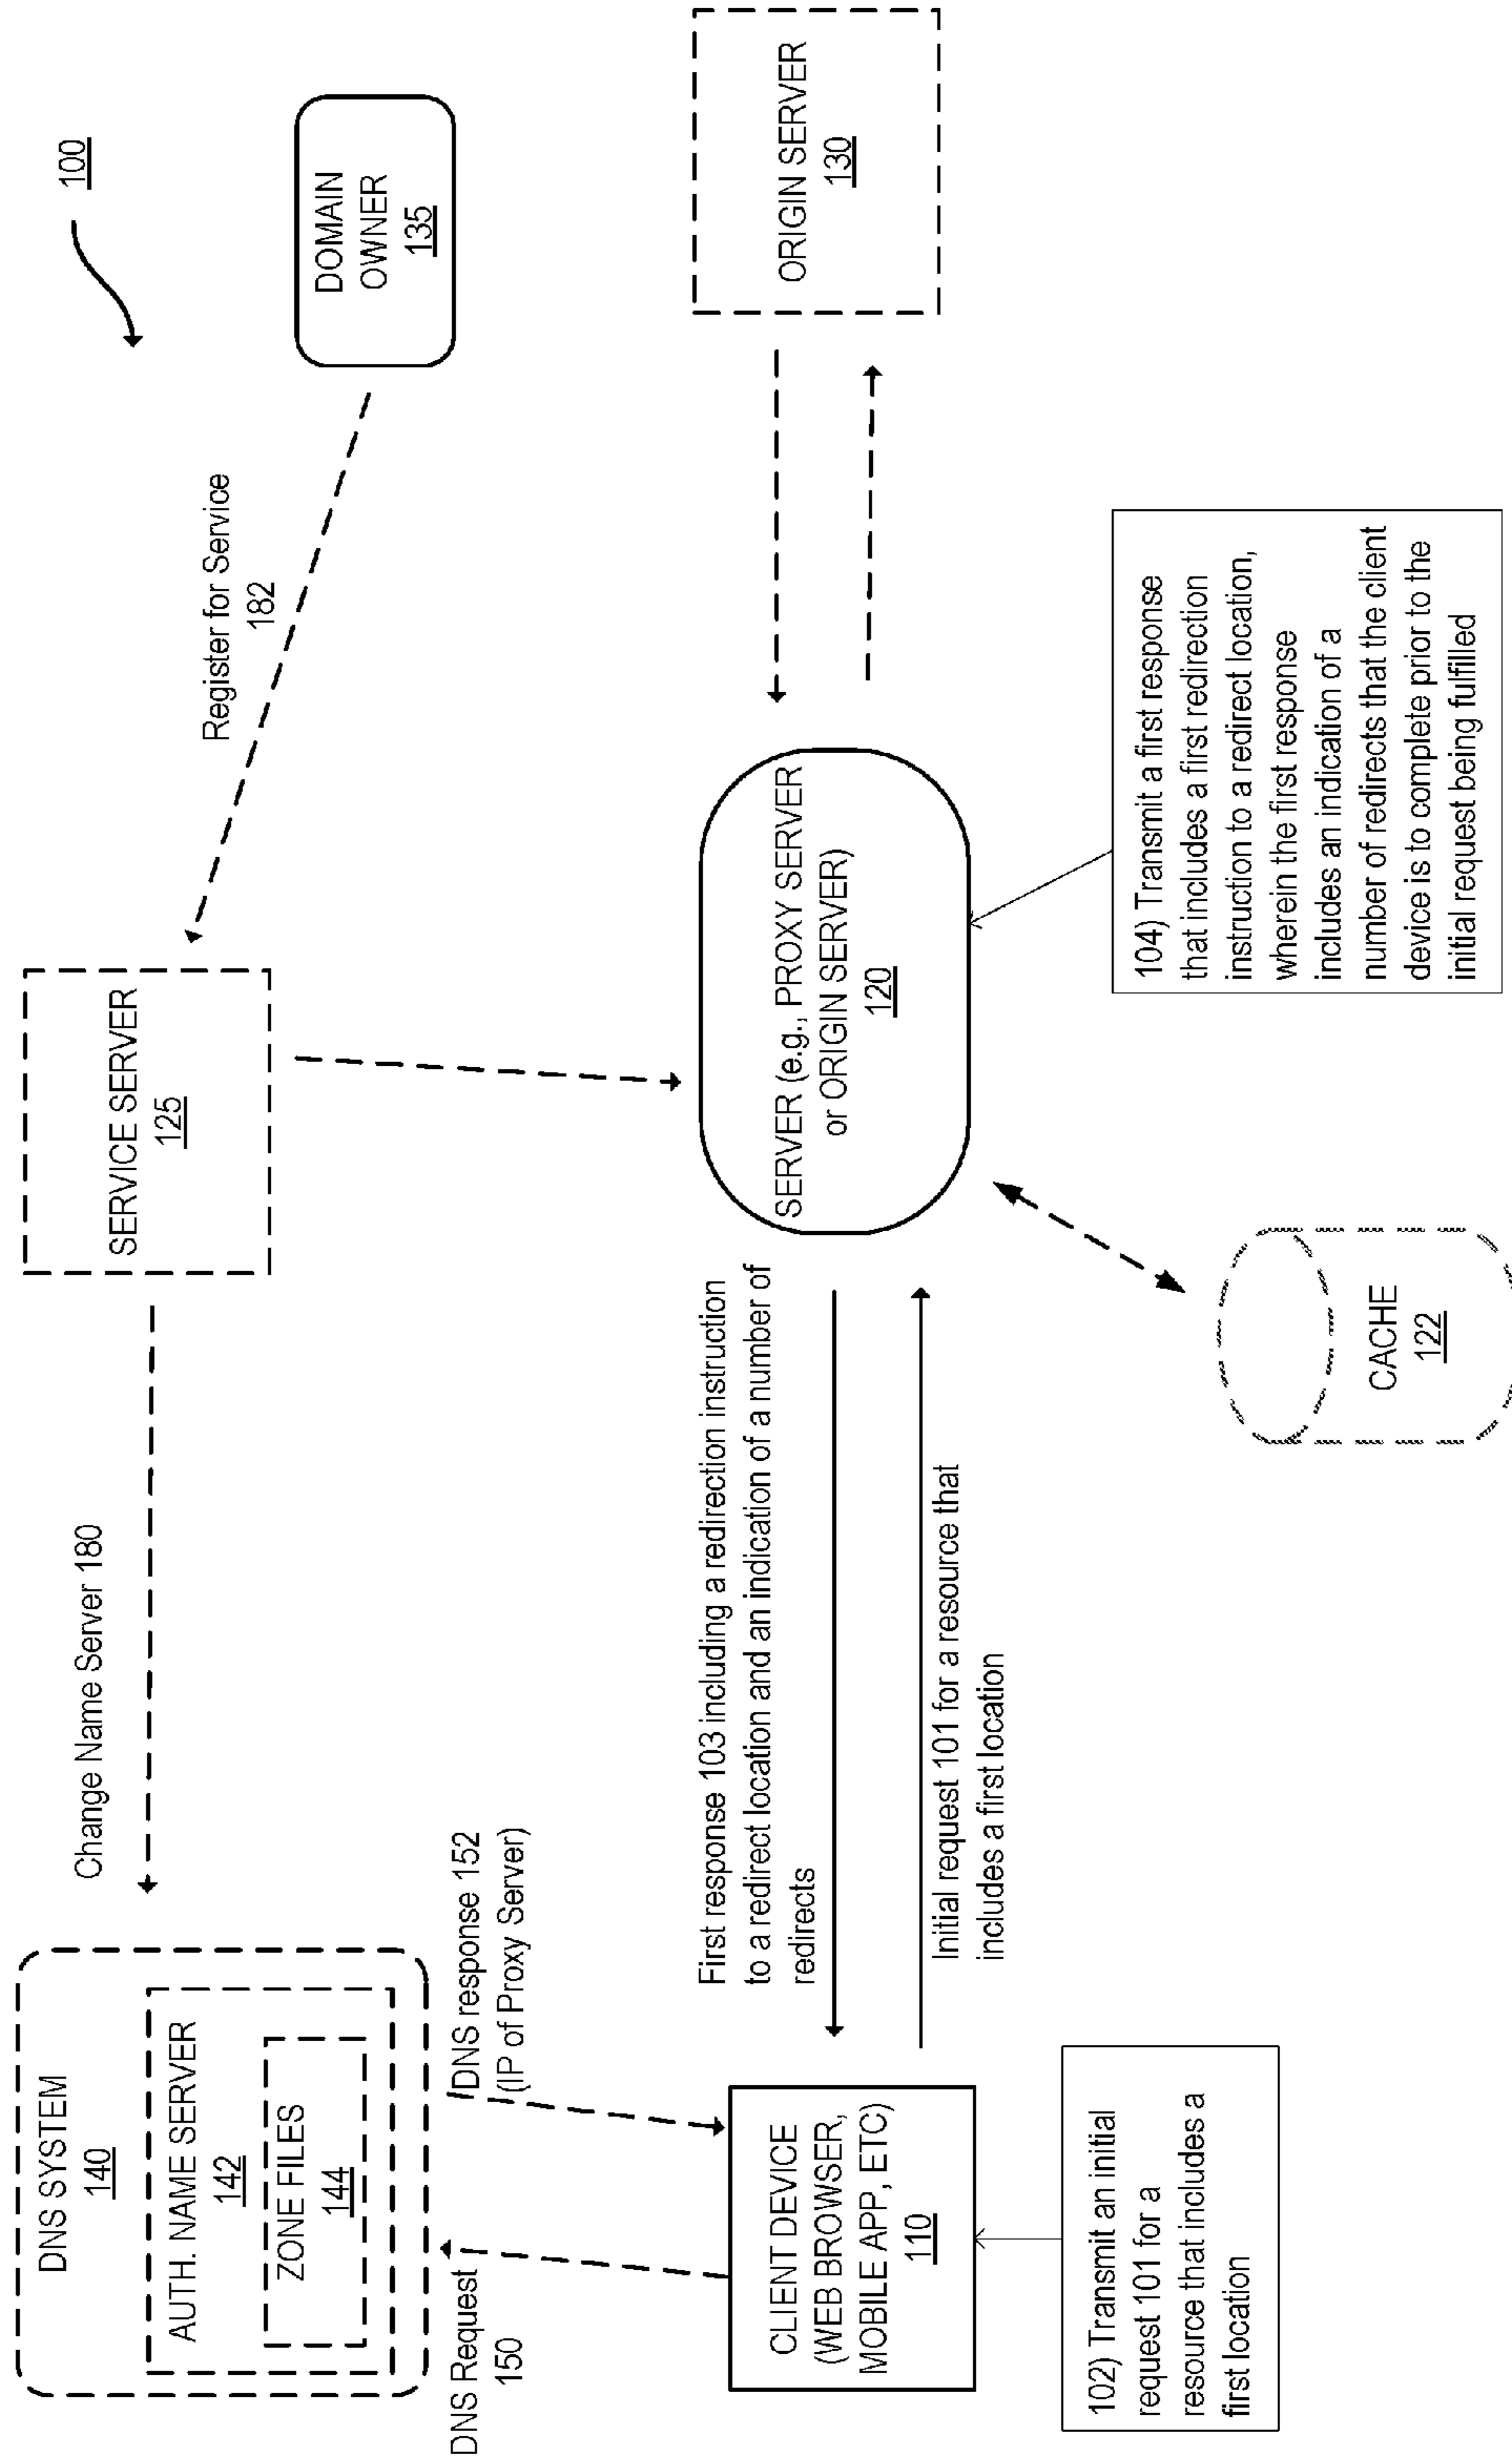 100
DNS SYSTEM
140
AUTH. NAME SERVER
142
ZONE FILES
144
Change Name Server 180
SERVICE SERVER
125
Register for Service
182
DOMAIN
OWNER
135
DNS Request
150
DNS response 152
(IP of Proxy Server)
CLIENT DEVICE
(WEB BROWSER,
MOBILE APP, ETC)
110
First response 103 including a redirection instruction
to a redirect location and an indication of a number of
redirects
Initial request 101 for a resource that
includes a first location
SERVER (e.g., PROXY SERVER
or ORIGIN SERVER)
120
ORIGIN SERVER
130
102) Transmit an initial
request 101 for a
resource that includes a
first location
CACHE
122
104) Transmit a first response
that includes a first redirection
instruction to a redirect location,
wherein the first response
includes an indication of a
number of redirects that the client
device is to complete prior to the
initial request being fulfilled